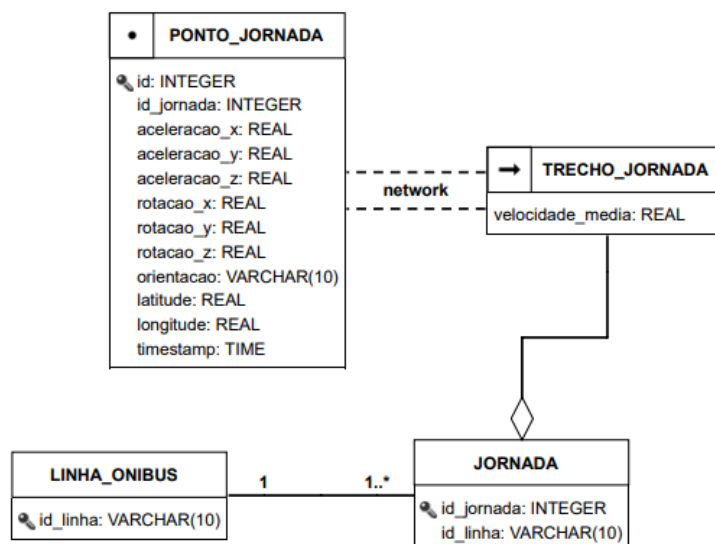 PONTO_JORNADA
id: INTEGER
id_jornada: INTEGER
aceleracao_x: REAL
aceleracao_y: REAL
aceleracao_z: REAL
rotacao_x: REAL
rotacao_y: REAL
rotacao_z: REAL
orientacao: VARCHAR(10)
latitude: REAL
longitude: REAL
timestamp: TIME
network
TRECHO_JORNADA
velocidade_media: REAL
LINHA_ONIBUS
id_linha: VARCHAR(10)
1
1..*
JORNADA
id_jornada: INTEGER
id_linha: VARCHAR(10)